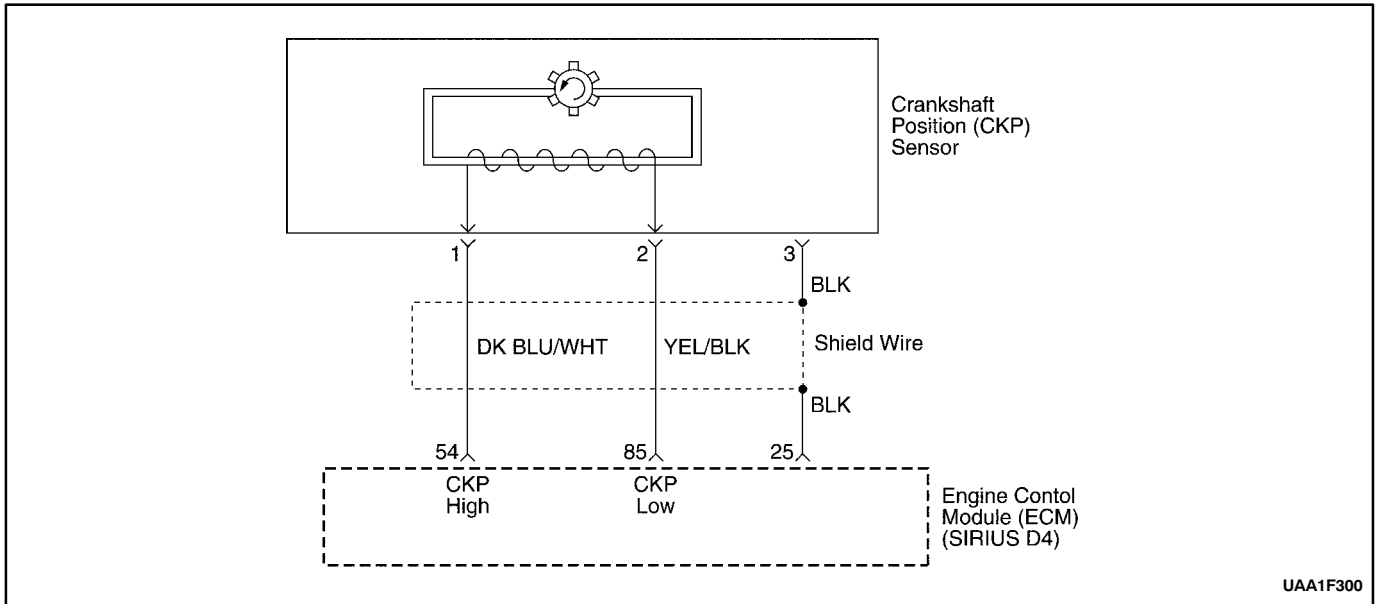 Crankshaft
Position (CKP)
Sensor
1
2
3
BLK
DK BLU/WHT
YEL/BLK
Shield Wire
BLK
54
85
25
CKP
High
CKP
Low
Engine Contol
Module (ECM)
(SIRIUS D4)
UAA1F300